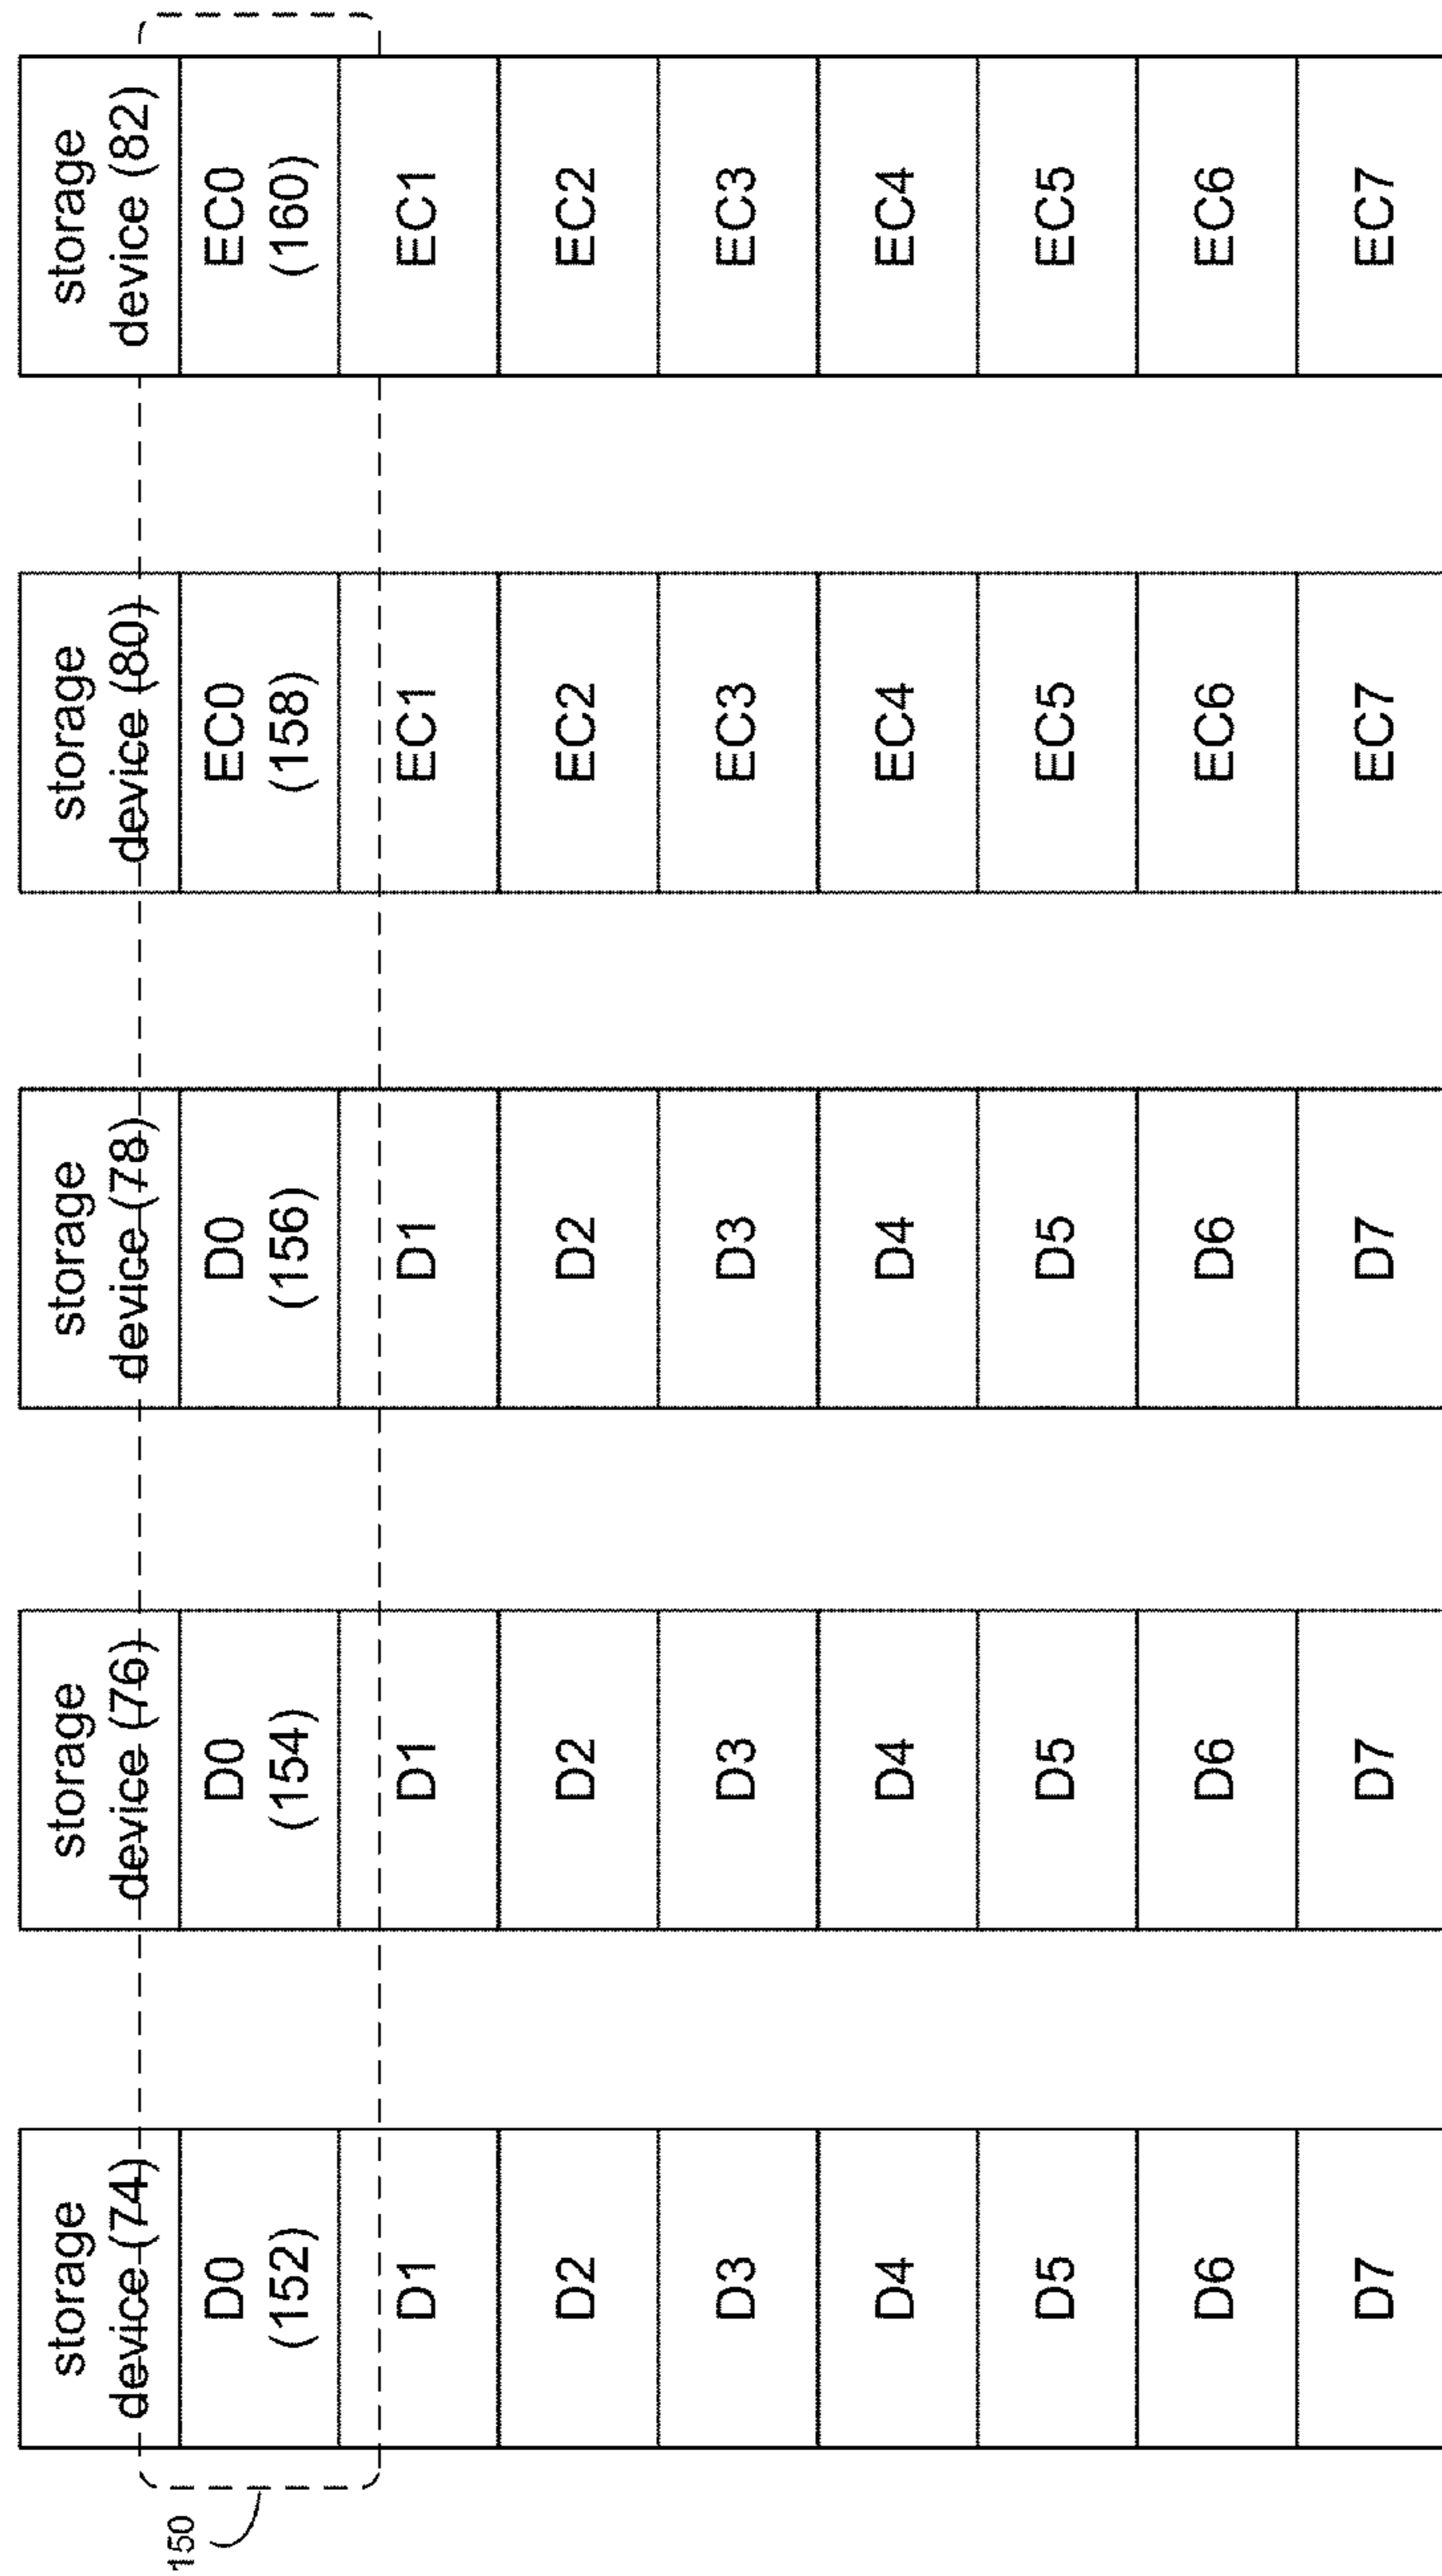 150
storage
device (74)
D0
(152)
D1
D2
D3
D4
D5
D6
D7
storage
device (76)
D0
(154)
D1
D2
D3
D4
D5
D6
D7
storage
device (78)
D0
(156)
D1
D2
D3
D4
D5
D6
D7
storage
device (80)
EC0
(158)
EC1
EC2
EC3
EC4
EC5
EC6
EC7
storage
device (82)
EC0
(160)
EC1
EC2
EC3
EC4
EC5
EC6
EC7